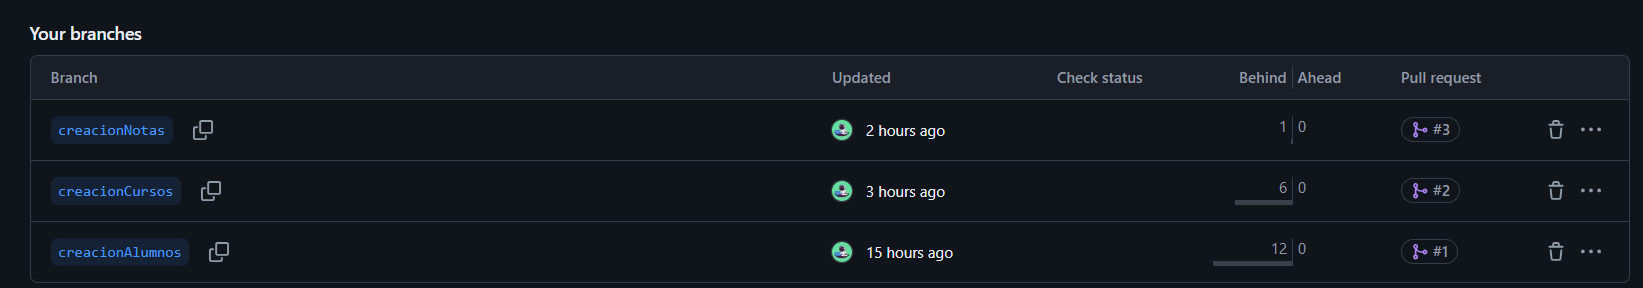 Your branches
Branch Updated Check status Behind Ahead Pull request
creacionNotas 2 hours ago 1 0 #3
creacionCursos 3 hours ago 6 0 #2
creacionAlumnos 15 hours ago 12 0 #1